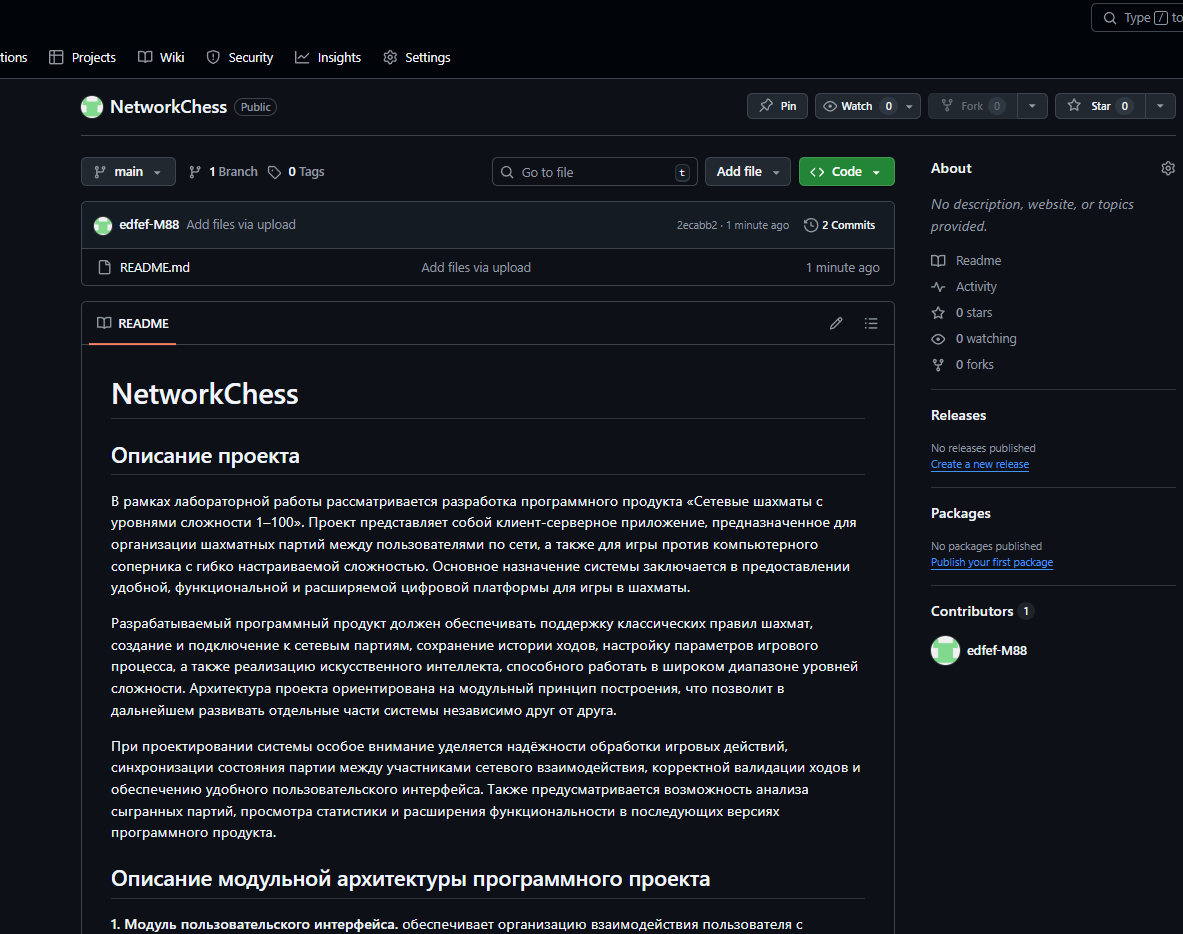 Type / to
tions Projects Wiki Security Insights Settings
NetworkChess Public Pin Watch 0 Fork 0 Star 0
main 1 Branch 0 Tags Go to file t Add file Code
edfef-M88 Add files via upload 2ecabb2 · 1 minute ago 2 Commits
README.md Add files via upload 1 minute ago
README
NetworkChess
Описание проекта
В рамках лабораторной работы рассматривается разработка программного продукта «Сетевые шахматы с
уровнями сложности 1–100». Проект представляет собой клиент-серверное приложение, предназначенное для
организации шахматных партий между пользователями по сети, а также для игры против компьютерного
соперника с гибко настраиваемой сложностью. Основное назначение системы заключается в предоставлении
удобной, функциональной и расширяемой цифровой платформы для игры в шахматы.
Разрабатываемый программный продукт должен обеспечивать поддержку классических правил шахмат,
создание и подключение к сетевым партиям, сохранение истории ходов, настройку параметров игрового
процесса, а также реализацию искусственного интеллекта, способного работать в широком диапазоне уровней
сложности. Архитектура проекта ориентирована на модульный принцип построения, что позволит в
дальнейшем развивать отдельные части системы независимо друг от друга.
При проектировании системы особое внимание уделяется надёжности обработки игровых действий,
синхронизации состояния партии между участниками сетевого взаимодействия, корректной валидации ходов и
обеспечению удобного пользовательского интерфейса. Также предусматривается возможность анализа
сыгранных партий, просмотра статистики и расширения функциональности в последующих версиях
программного продукта.
Описание модульной архитектуры программного проекта
1. Модуль пользовательского интерфейса. обеспечивает организацию взаимодействия пользователя с
About
No description, website, or topics
provided.
Readme
Activity
0 stars
0 watching
0 forks
Releases
No releases published
Create a new release
Packages
No packages published
Publish your first package
Contributors 1
edfef-M88